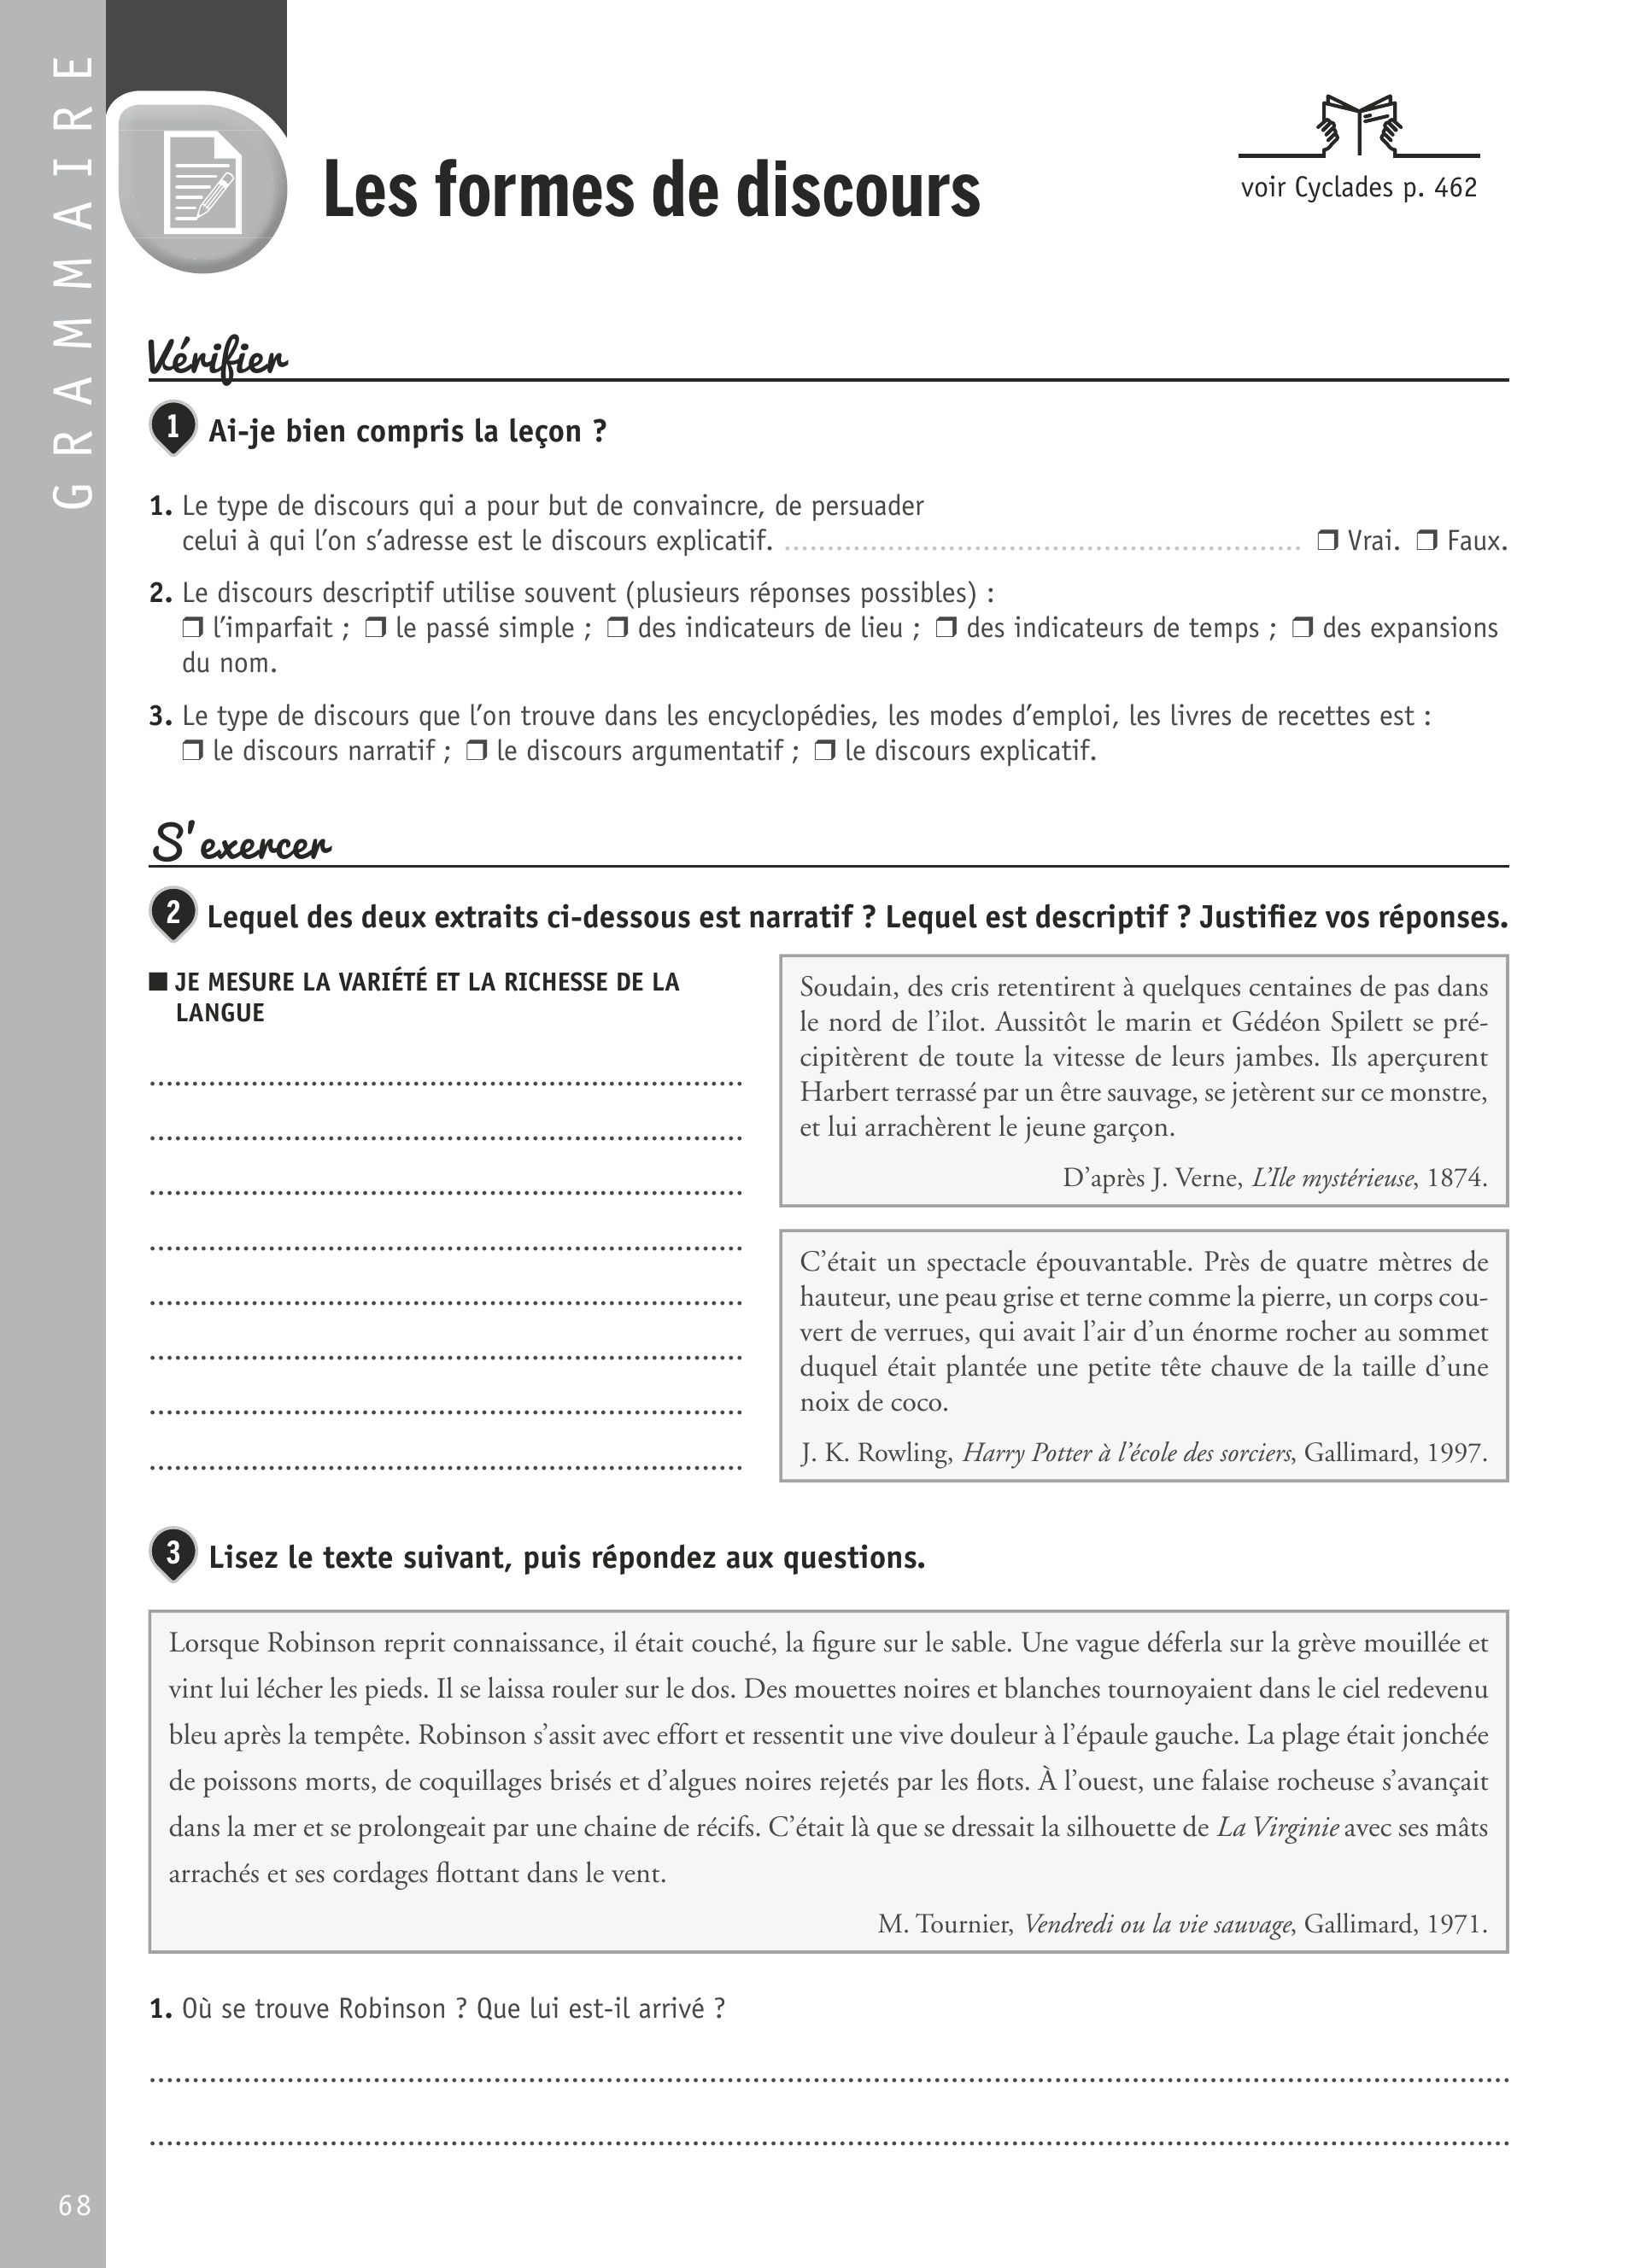 GRAMMAIRE
Les formes de discours
voir Cyclades p. 462
Vérifier
1 Ai-je bien compris la leçon ?
1. Le type de discours qui a pour but de convaincre, de persuader
celui à qui l'on s'adresse est le discours explicatif. ............................................................ ❒ Vrai. ❒ Faux.
2. Le discours descriptif utilise souvent (plusieurs réponses possibles) :
❒ l'imparfait ; ❒ le passé simple ; ❒ des indicateurs de lieu ; ❒ des indicateurs de temps ; ❒ des expansions
du nom.
3. Le type de discours que l'on trouve dans les encyclopédies, les modes d'emploi, les livres de recettes est :
❒ le discours narratif ; ❒ le discours argumentatif ; ❒ le discours explicatif.
S'exercer
2 Lequel des deux extraits ci-dessous est narratif ? Lequel est descriptif ? Justifiez vos réponses.
■ JE MESURE LA VARIÉTÉ ET LA RICHESSE DE LA
LANGUE
Soudain, des cris retentirent à quelques centaines de pas dans
le nord de l'ilot. Aussitôt le marin et Gédéon Spilett se pré-
cipitèrent de toute la vitesse de leurs jambes. Ils aperçurent
Harbert terrassé par un être sauvage, se jetèrent sur ce monstre,
et lui arrachèrent le jeune garçon.
D'après J. Verne, L'Ile mystérieuse, 1874.
C'était un spectacle épouvantable. Près de quatre mètres de
hauteur, une peau grise et terne comme la pierre, un corps cou-
vert de verrues, qui avait l'air d'un énorme rocher au sommet
duquel était plantée une petite tête chauve de la taille d'une
noix de coco.
J. K. Rowling, Harry Potter à l'école des sorciers, Gallimard, 1997.
3 Lisez le texte suivant, puis répondez aux questions.
Lorsque Robinson reprit connaissance, il était couché, la figure sur le sable. Une vague déferla sur la grève mouillée et
vint lui lécher les pieds. Il se laissa rouler sur le dos. Des mouettes noires et blanches tournoyaient dans le ciel redevenu
bleu après la tempête. Robinson s'assit avec effort et ressentit une vive douleur à l'épaule gauche. La plage était jonchée
de poissons morts, de coquillages brisés et d'algues noires rejetés par les flots. À l'ouest, une falaise rocheuse s'avançait
dans la mer et se prolongeait par une chaine de récifs. C'était là que se dressait la silhouette de La Virginie avec ses mâts
arrachés et ses cordages flottant dans le vent.
M. Tournier, Vendredi ou la vie sauvage, Gallimard, 1971.
1. Où se trouve Robinson ? Que lui est-il arrivé ?
68